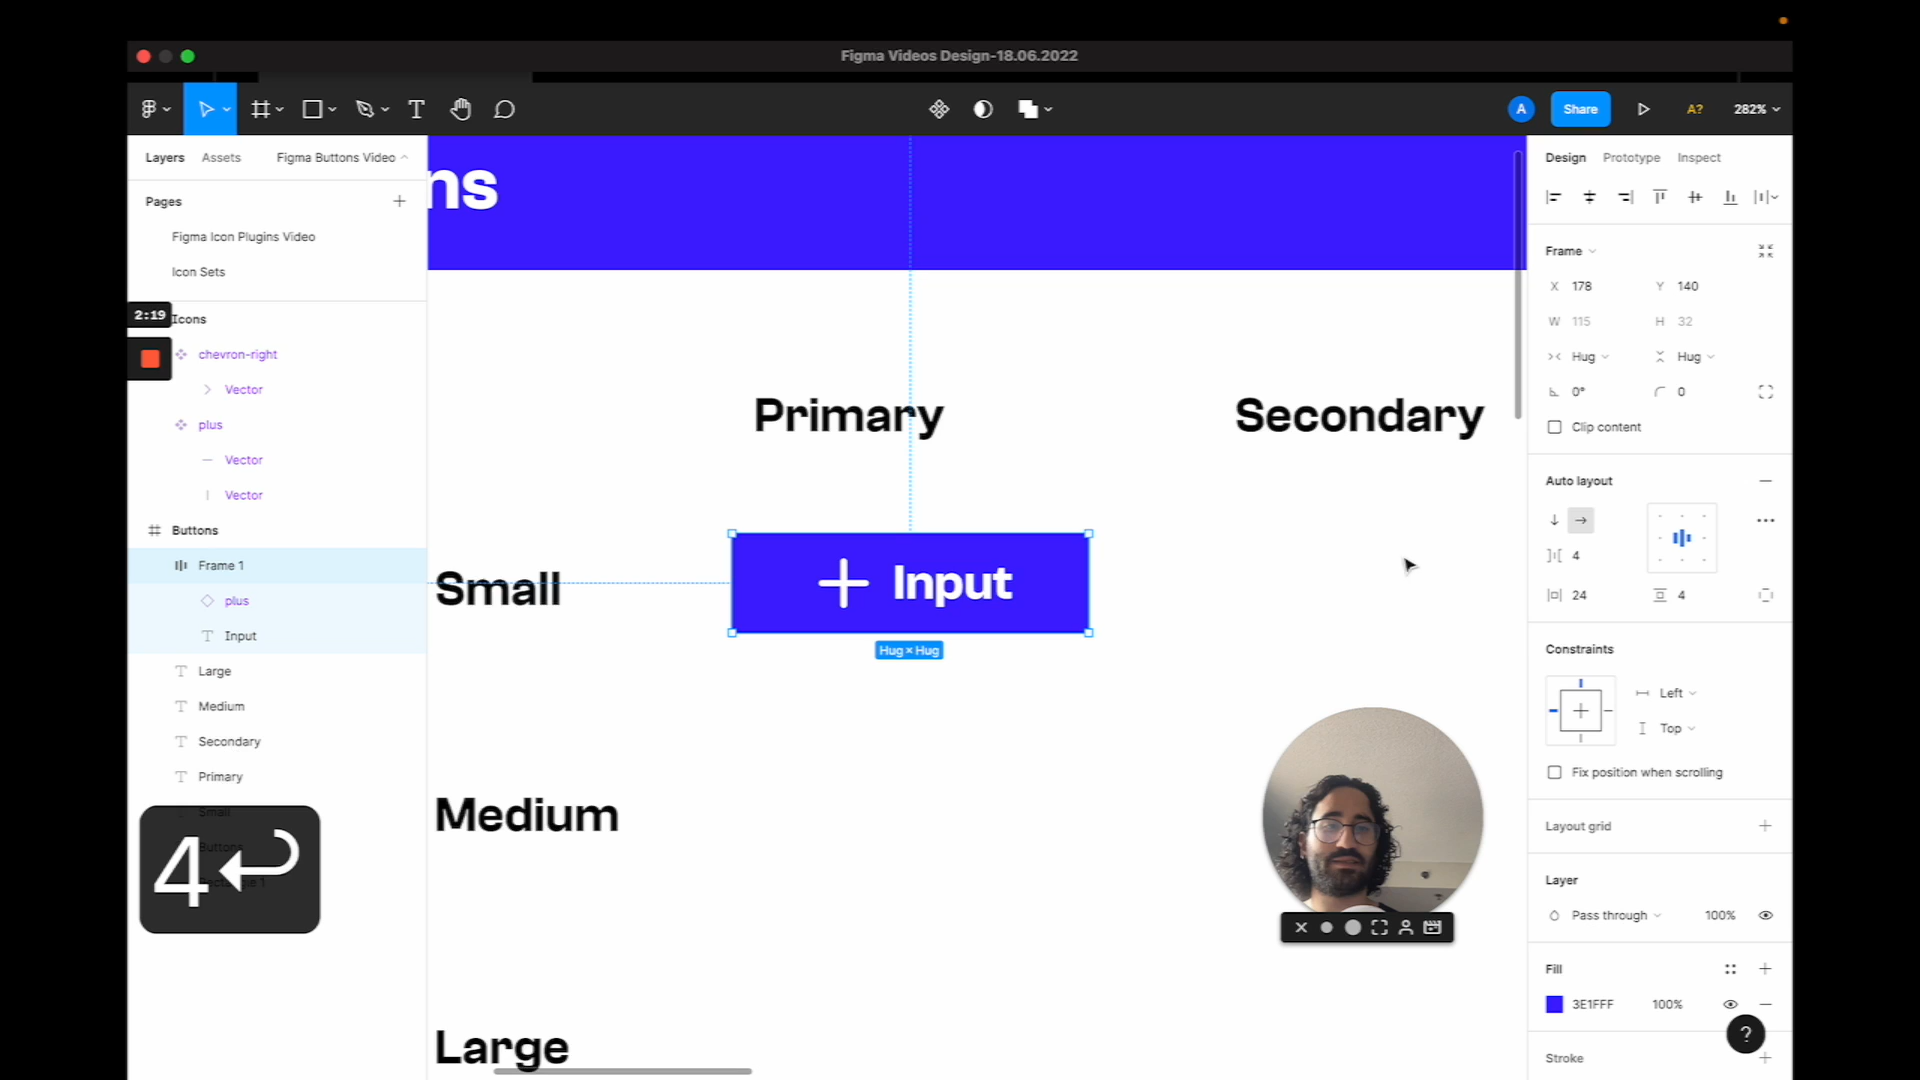 Figma Videos Design-18.06.2022
A
Share
A?
282%
Layers
Assets
Figma Buttons Video
Pages
Figma Icon Plugins Video
Icon Sets
2:19
Icons
chevron-right
Vector
plus
Vector
Vector
Buttons
Frame 1
plus
Input
Large
Medium
Secondary
Primary
Small
Buttons
Rectangle 1
4
ns
Primary
Secondary
Small
Input
Hug × Hug
Medium
Large
Design
Prototype
Inspect
Frame
X 178
Y 140
W 115
H 32
Hug
Hug
0°
0
Clip content
Auto layout
4
24
4
Constraints
Left
Top
Fix position when scrolling
Layout grid
Layer
Pass through
100%
Fill
3E1FFF
100%
?
Stroke